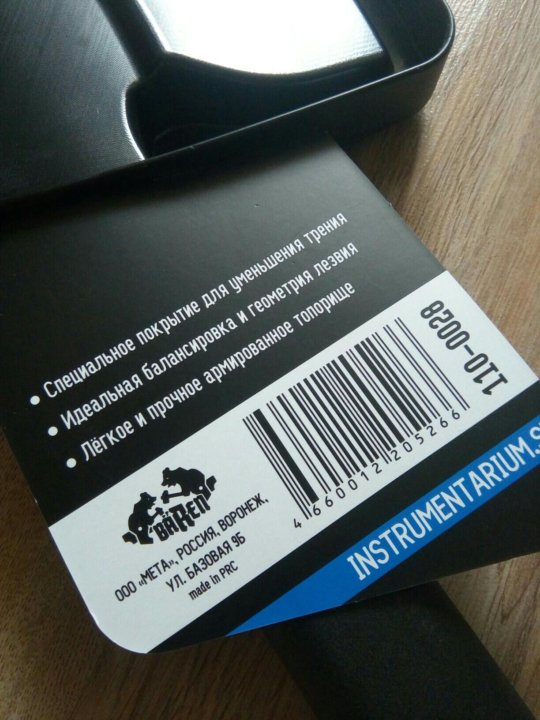 • Специальное покрытие для уменьшения трения
• Идеальная балансировка и геометрия лезвия
• Лёгкое и прочное армированное топорище
110-0028
4 660012 205266
BÄREN
ООО «МЕТА», РОССИЯ, ВОРОНЕЖ,
УЛ. БАЗОВАЯ 9Б
made in PRC
INSTRUMENTARIUM.